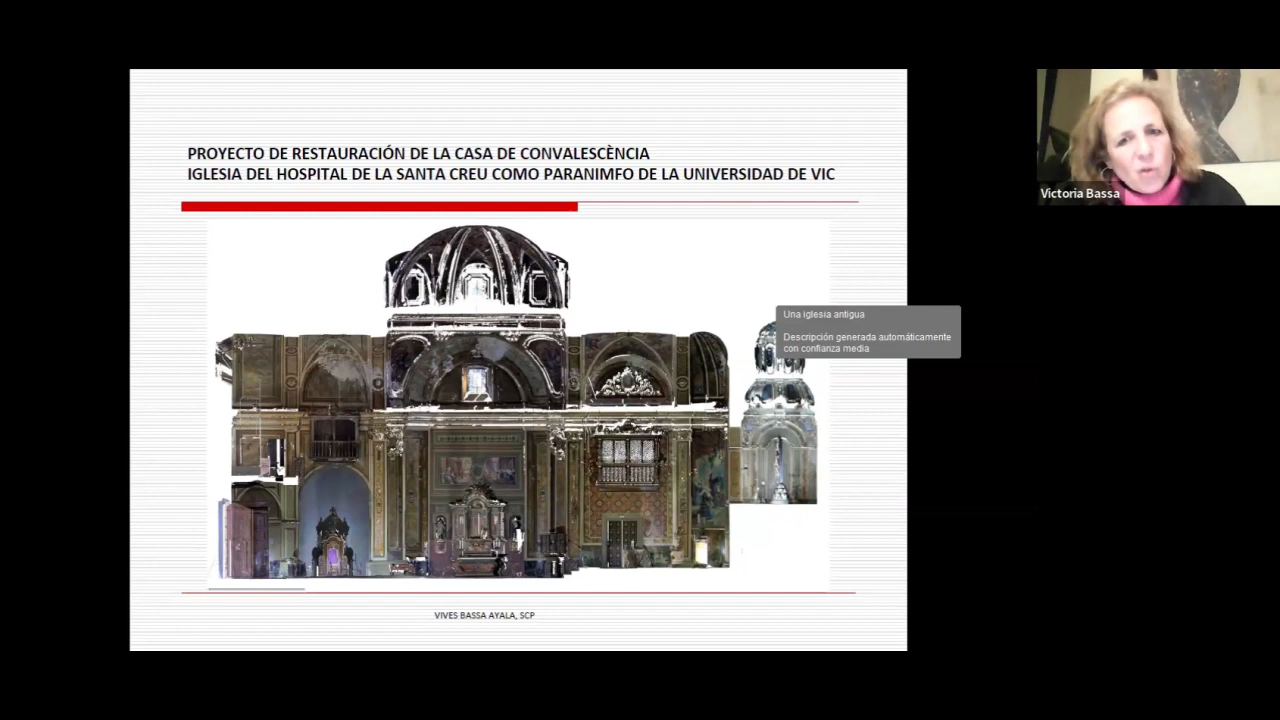 PROYECTO DE RESTAURACIÓN DE LA CASA DE CONVALESCÈNCIA
IGLESIA DEL HOSPITAL DE LA SANTA CREU COMO PARANIMFO DE LA UNIVERSIDAD DE VIC
Victoria Bassa
Una iglesia antigua
Descripción generada automáticamente
con confianza media
VIVES BASSA AYALA, SCP